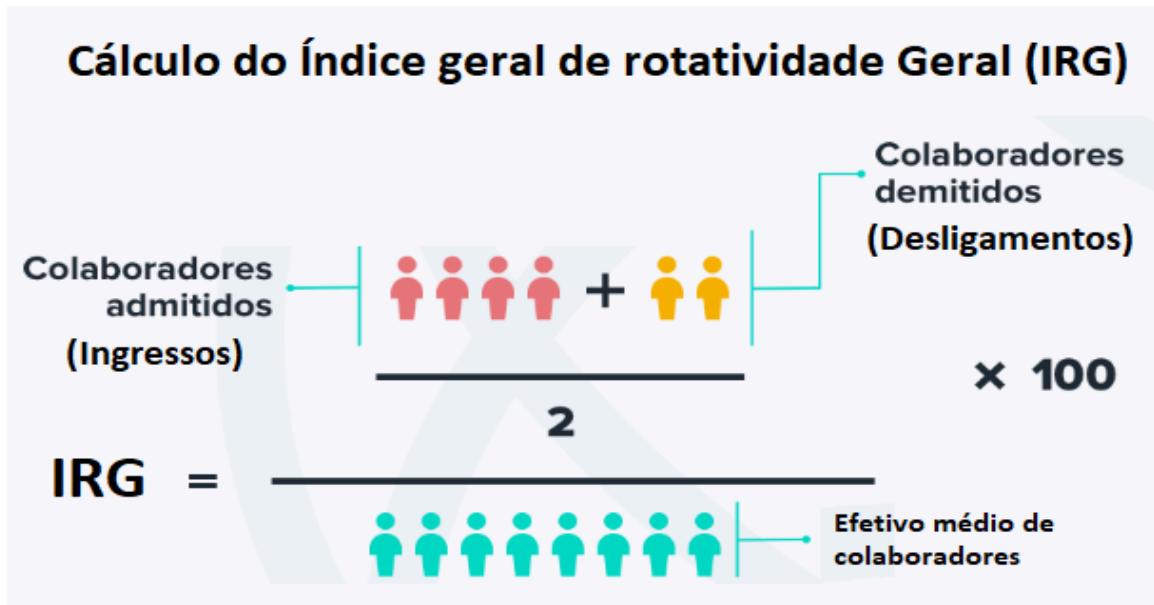 Cálculo do Índice geral de rotatividade Geral (IRG)
Colaboradores
demitidos
(Desligamentos)
Colaboradores
admitidos
(Ingressos)
+
2
× 100
IRG =
Efetivo médio de
colaboradores